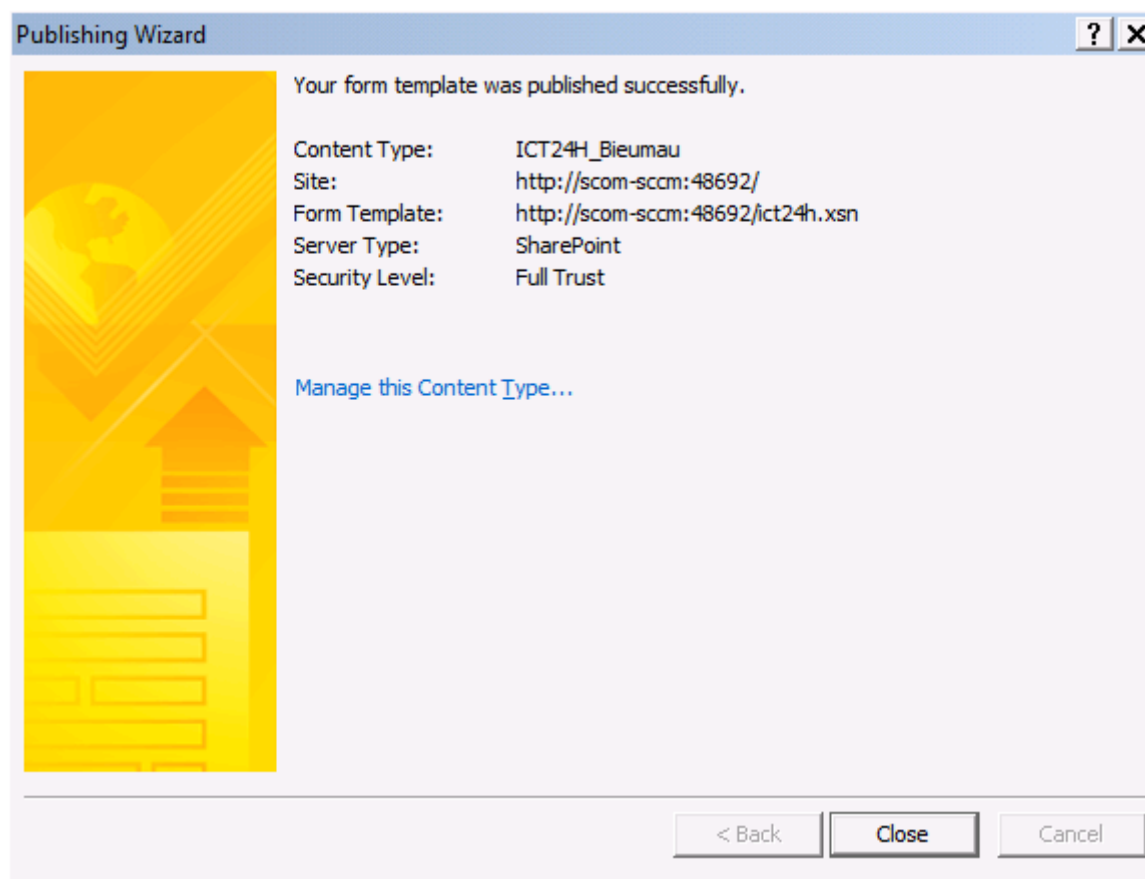 Publishing Wizard
Your form template was published successfully.
Content Type: ICT24H_Bieumau
Site: http://scom-sccm:48692/
Form Template: http://scom-sccm:48692/ict24h.xsn
Server Type: SharePoint
Security Level: Full Trust
Manage this Content Type...
< Back Close Cancel